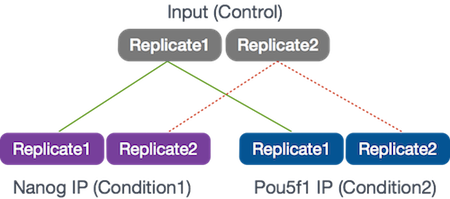 Input (Control)
Replicate1 Replicate2
Replicate1 Replicate2 Replicate1 Replicate2
Nanog IP (Condition1) Pou5f1 IP (Condition2)